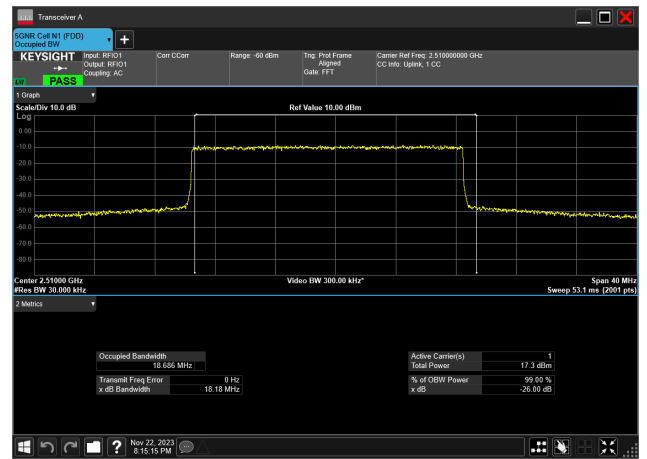 Transceiver A
5GNR Cell N1 (FDD)
Occupied BW
+
KEYSIGHT
LW
PASS
Input: RFIO1
Output: RFIO1
Coupling: AC
Corr CCorr
Range: -60 dBm
Trig: Prot Frame
Aligned
Gate: FFT
Carrier Ref Freq: 2.510000000 GHz
CC Info: Uplink, 1 CC
1 Graph
Scale/Div 10.0 dB
Ref Value 10.00 dBm
Log
0.00
-10.0
-20.0
-30.0
-40.0
-50.0
-60.0
-70.0
-80.0
Center 2.51000 GHz
Video BW 300.00 kHz*
Span 40 MHz
#Res BW 30.000 kHz
Sweep 53.1 ms (2001 pts)
2 Metrics
Occupied Bandwidth
18.686 MHz
Active Carrier(s) 1
Total Power 17.3 dBm
Transmit Freq Error 0 Hz
x dB Bandwidth 18.18 MHz
% of OBW Power 99.00 %
x dB -26.00 dB
?
Nov 22, 2023
8:15:15 PM